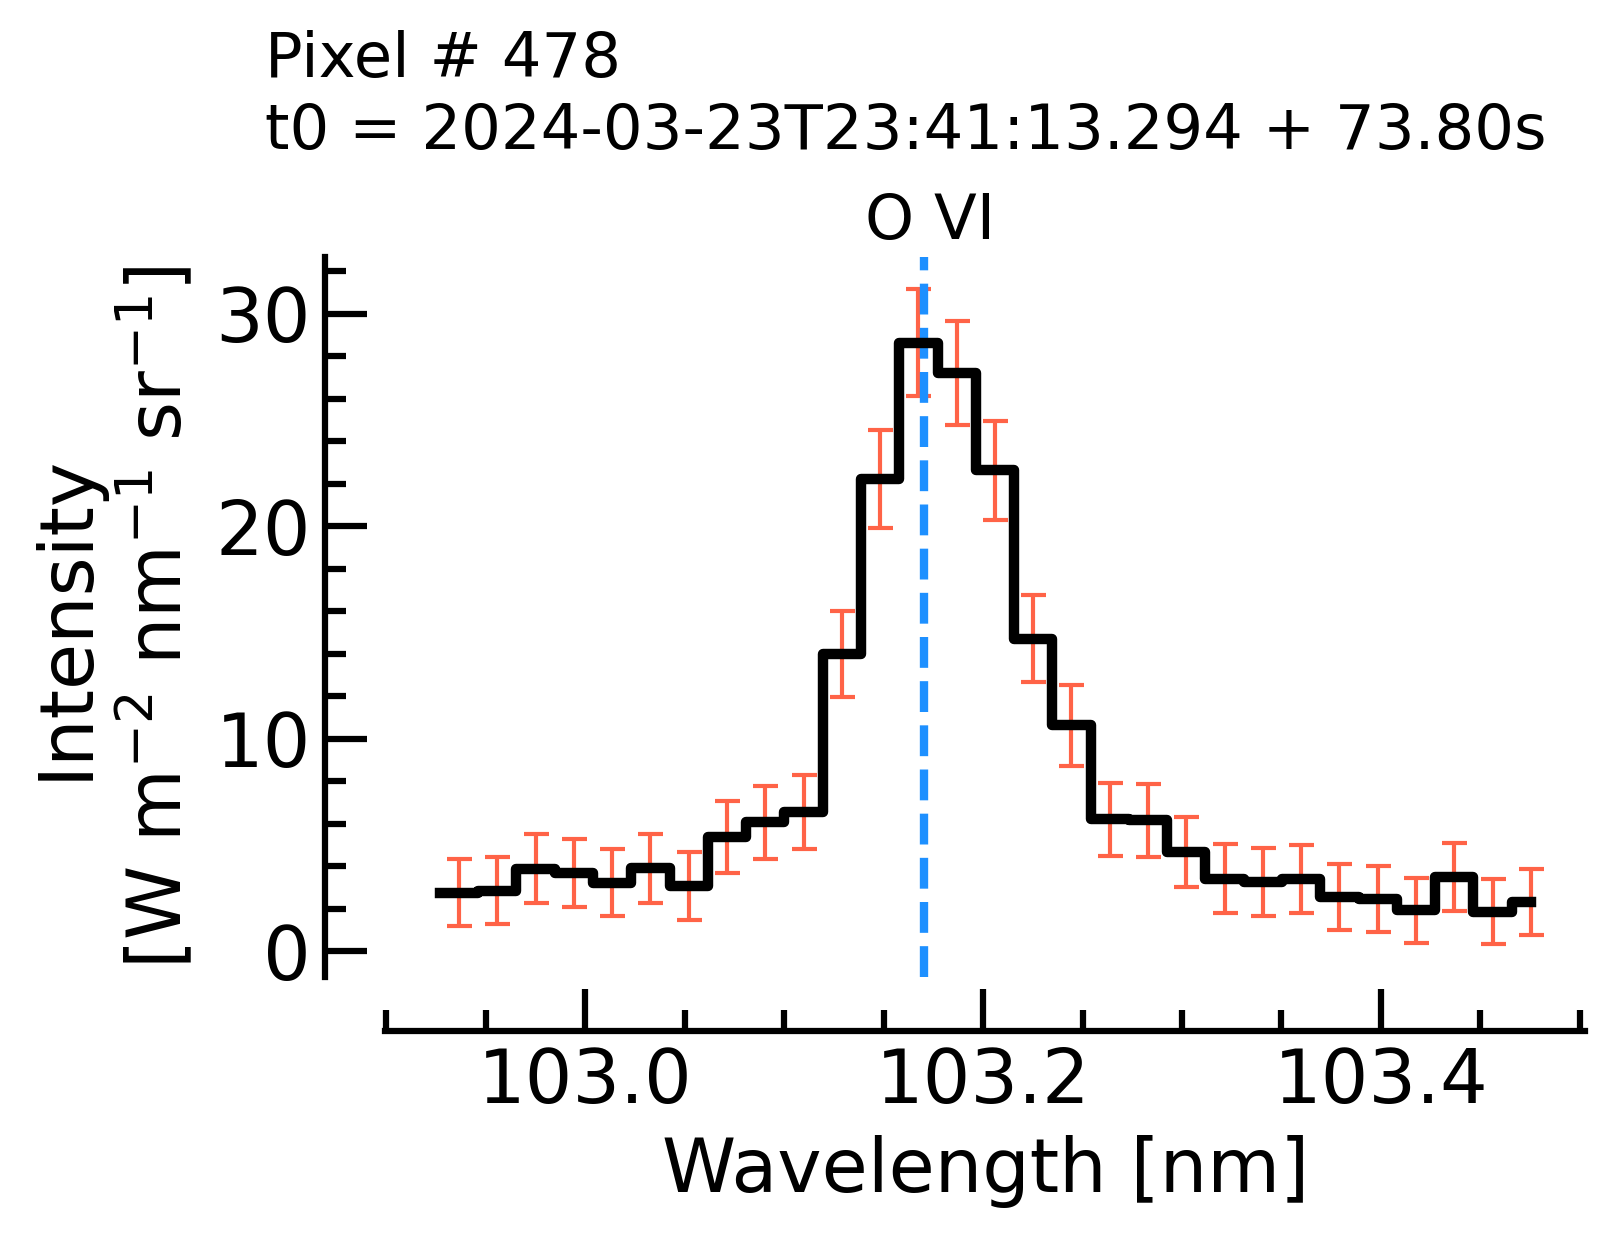 Pixel # 478
t0 = 2024-03-23T23:41:13.294 + 73.80s
O VI
Intensity
[W m⁻² nm⁻¹ sr⁻¹]
30
20
10
0
103.0 103.2 103.4
Wavelength [nm]